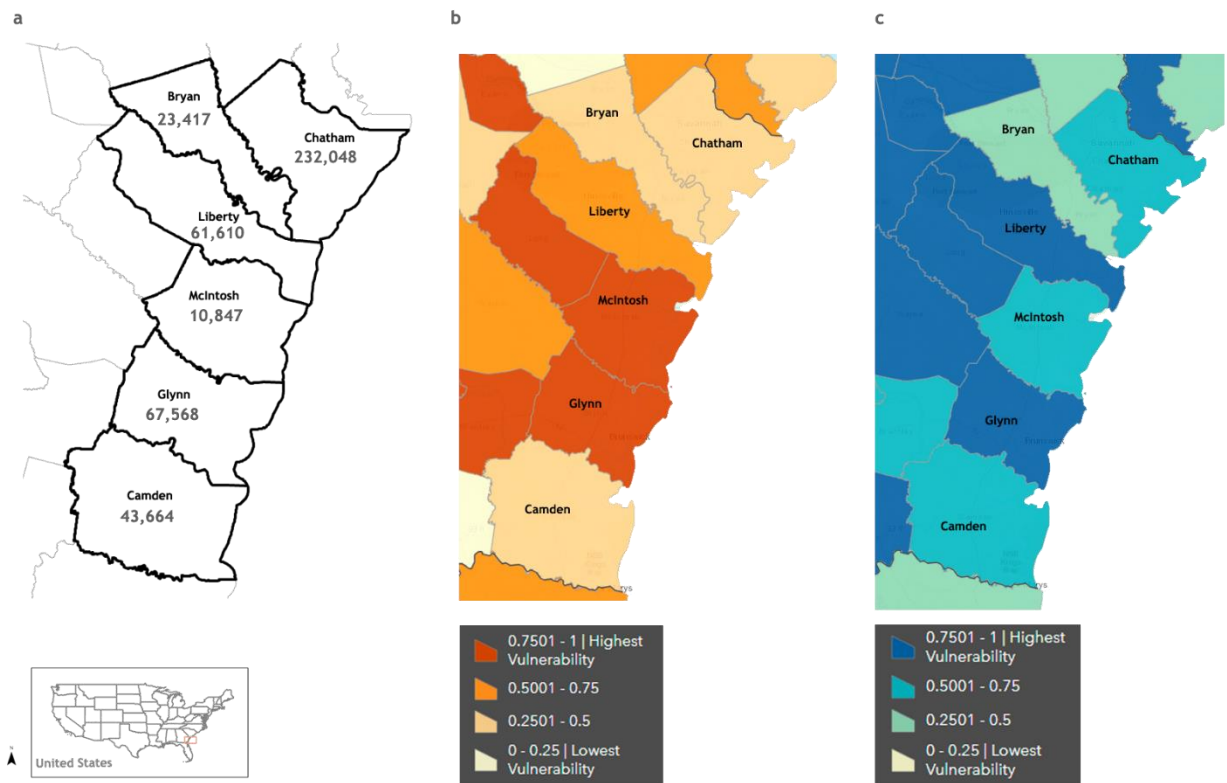 a
Bryan
23,417
Chatham
232,048
Liberty
61,610
McIntosh
10,847
Glynn
67,568
Camden
43,664
N
United States
b
Bryan
Chatham
Liberty
McIntosh
Glynn
Camden
rys
0.7501 - 1 | Highest
Vulnerability
0.5001 - 0.75
0.2501 - 0.5
0 - 0.25 | Lowest
Vulnerability
c
Bryan
Chatham
Liberty
McIntosh
Glynn
Camden
rys
0.7501 - 1 | Highest
Vulnerability
0.5001 - 0.75
0.2501 - 0.5
0 - 0.25 | Lowest
Vulnerability